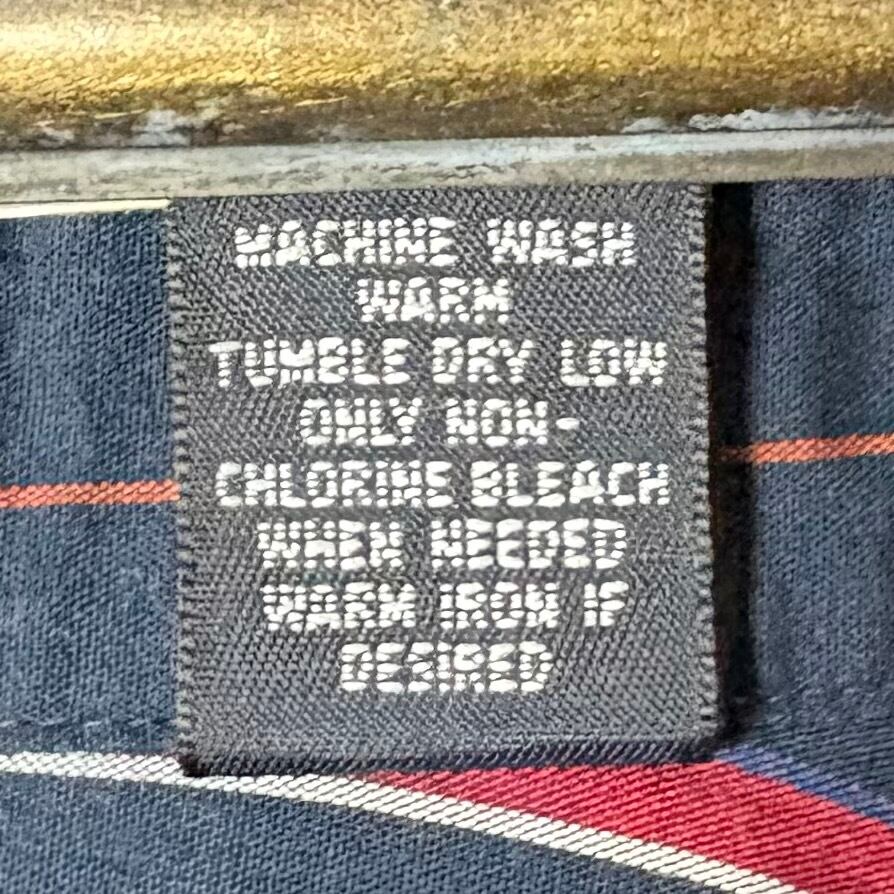 MACHINE WASH
WARM
TUMBLE DRY LOW
ONLY NON-
CHLORINE BLEACH
WHEN NEEDED
WARM IRON IF
DESIRED